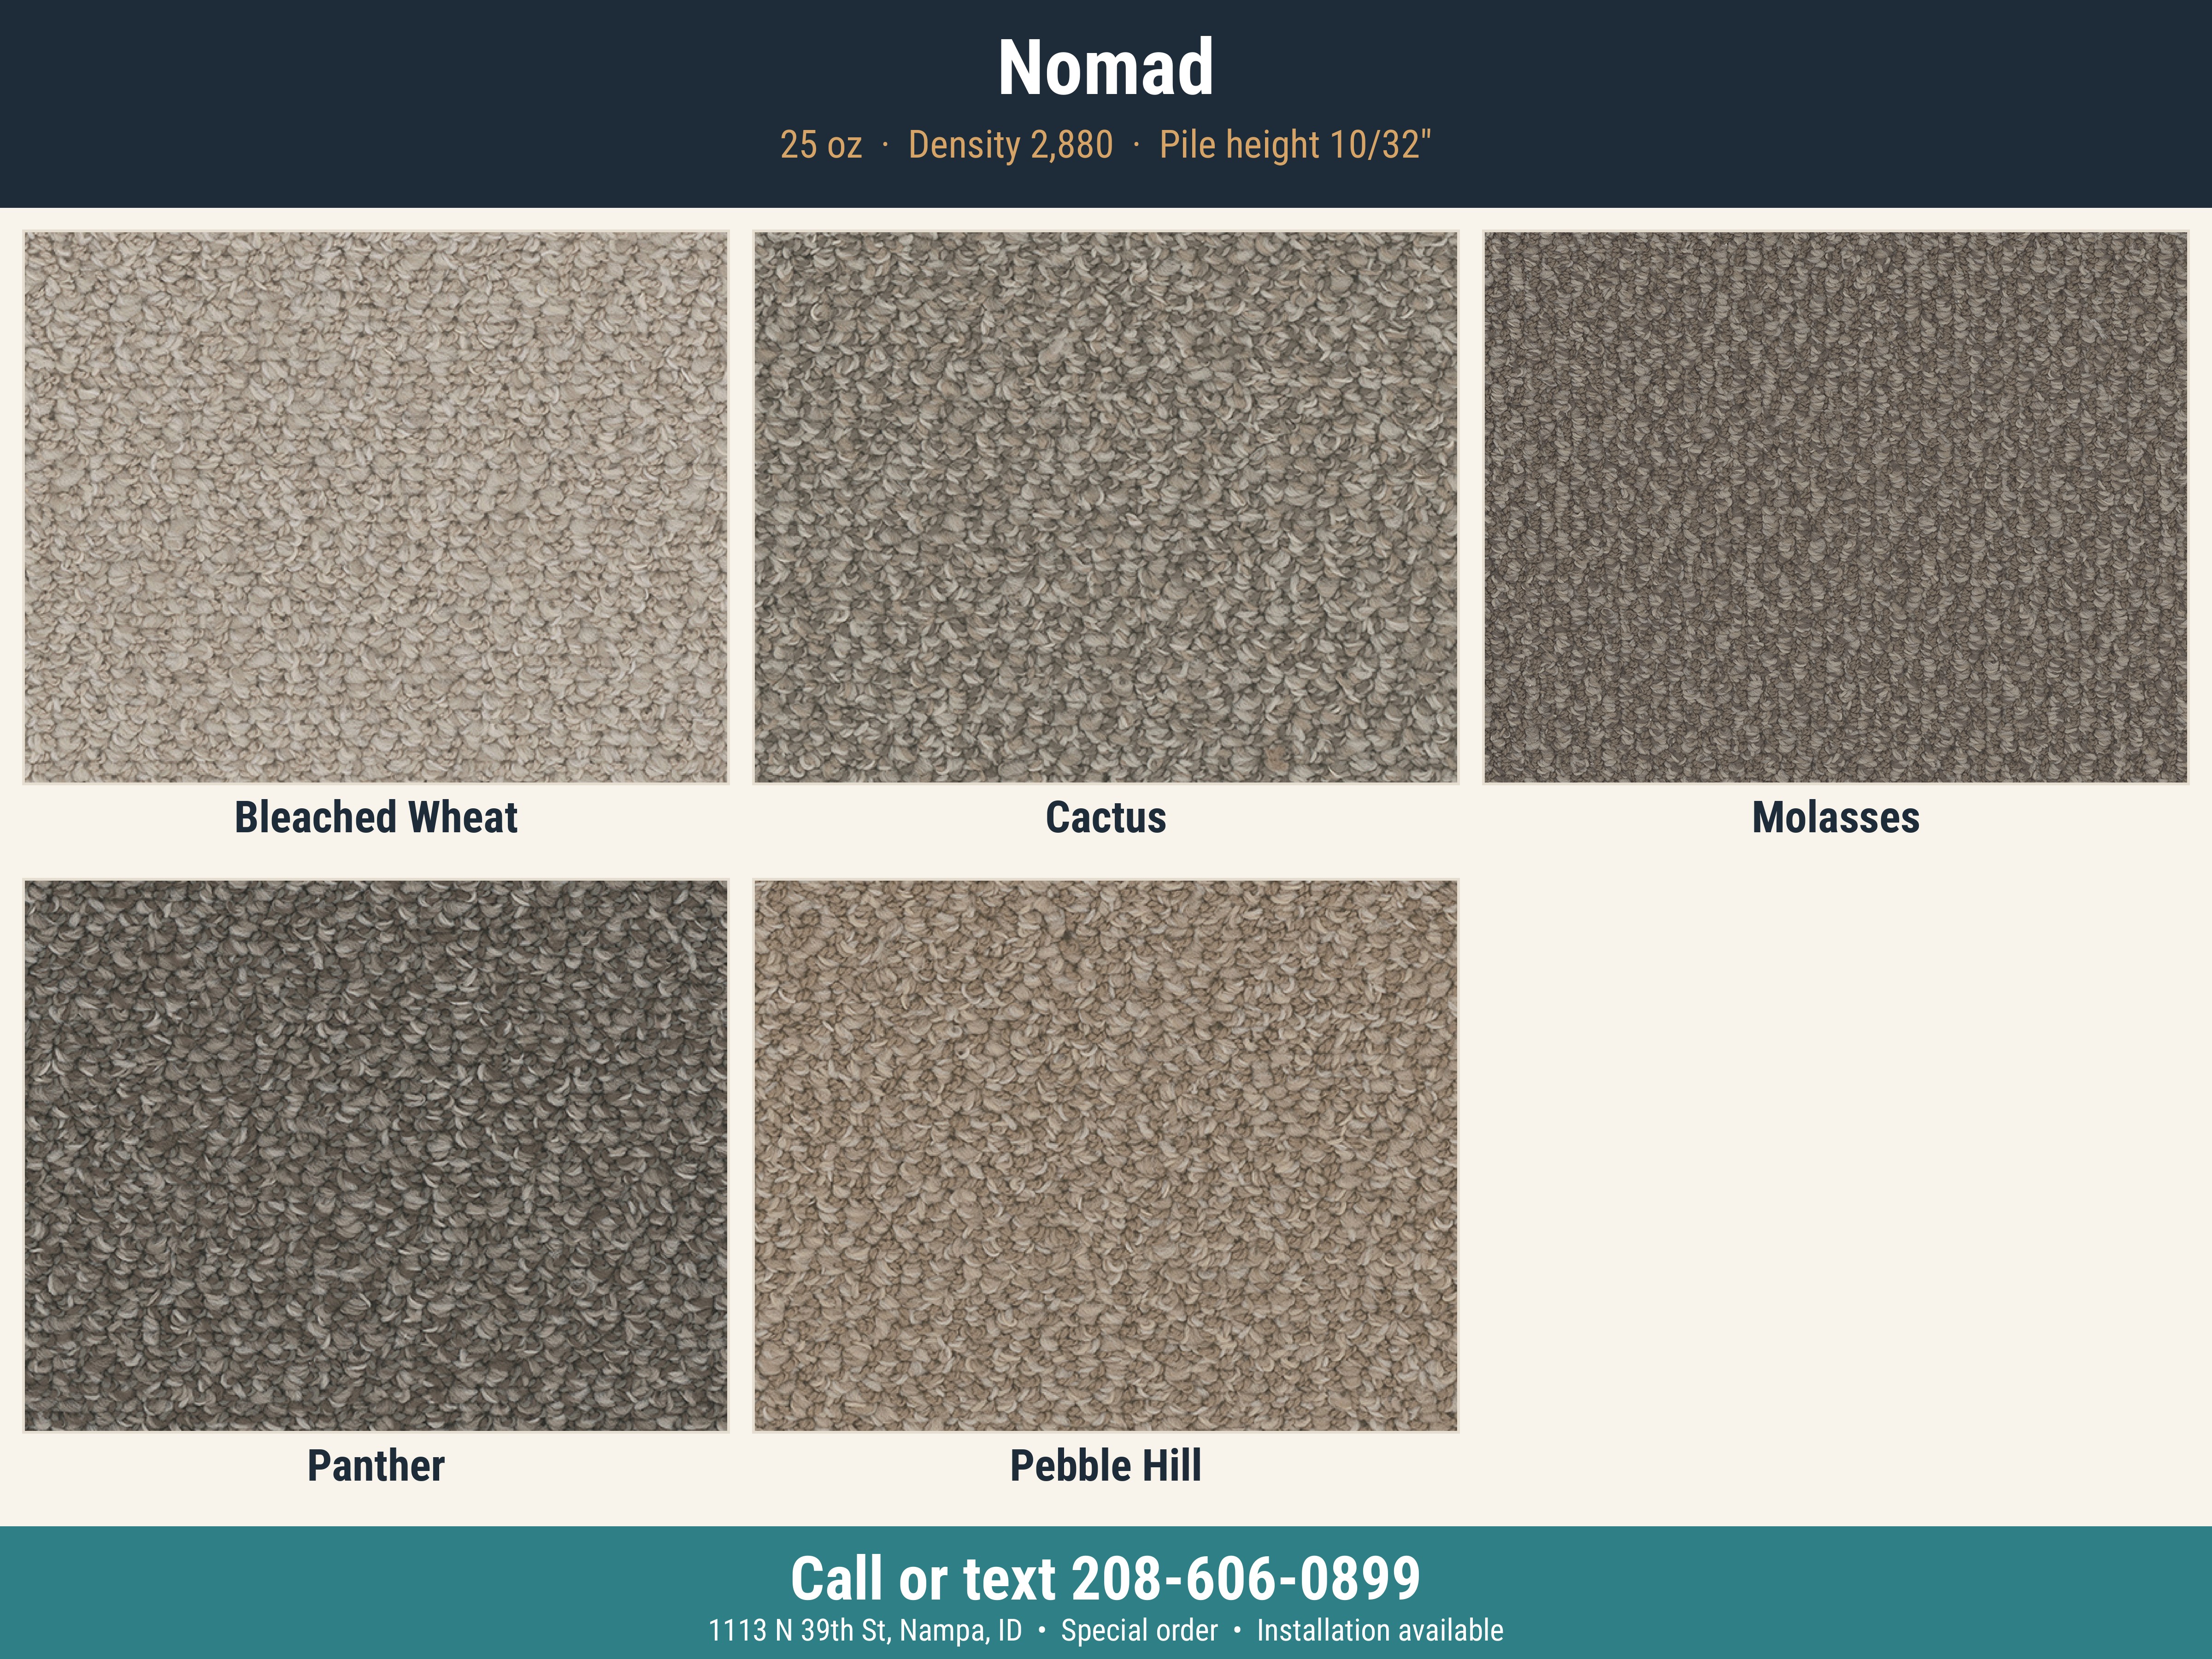 Nomad
25 oz · Density 2,880 · Pile height 10/32"
Bleached Wheat
Cactus
Molasses
Panther
Pebble Hill
Call or text 208-606-0899
1113 N 39th St, Nampa, ID • Special order • Installation available